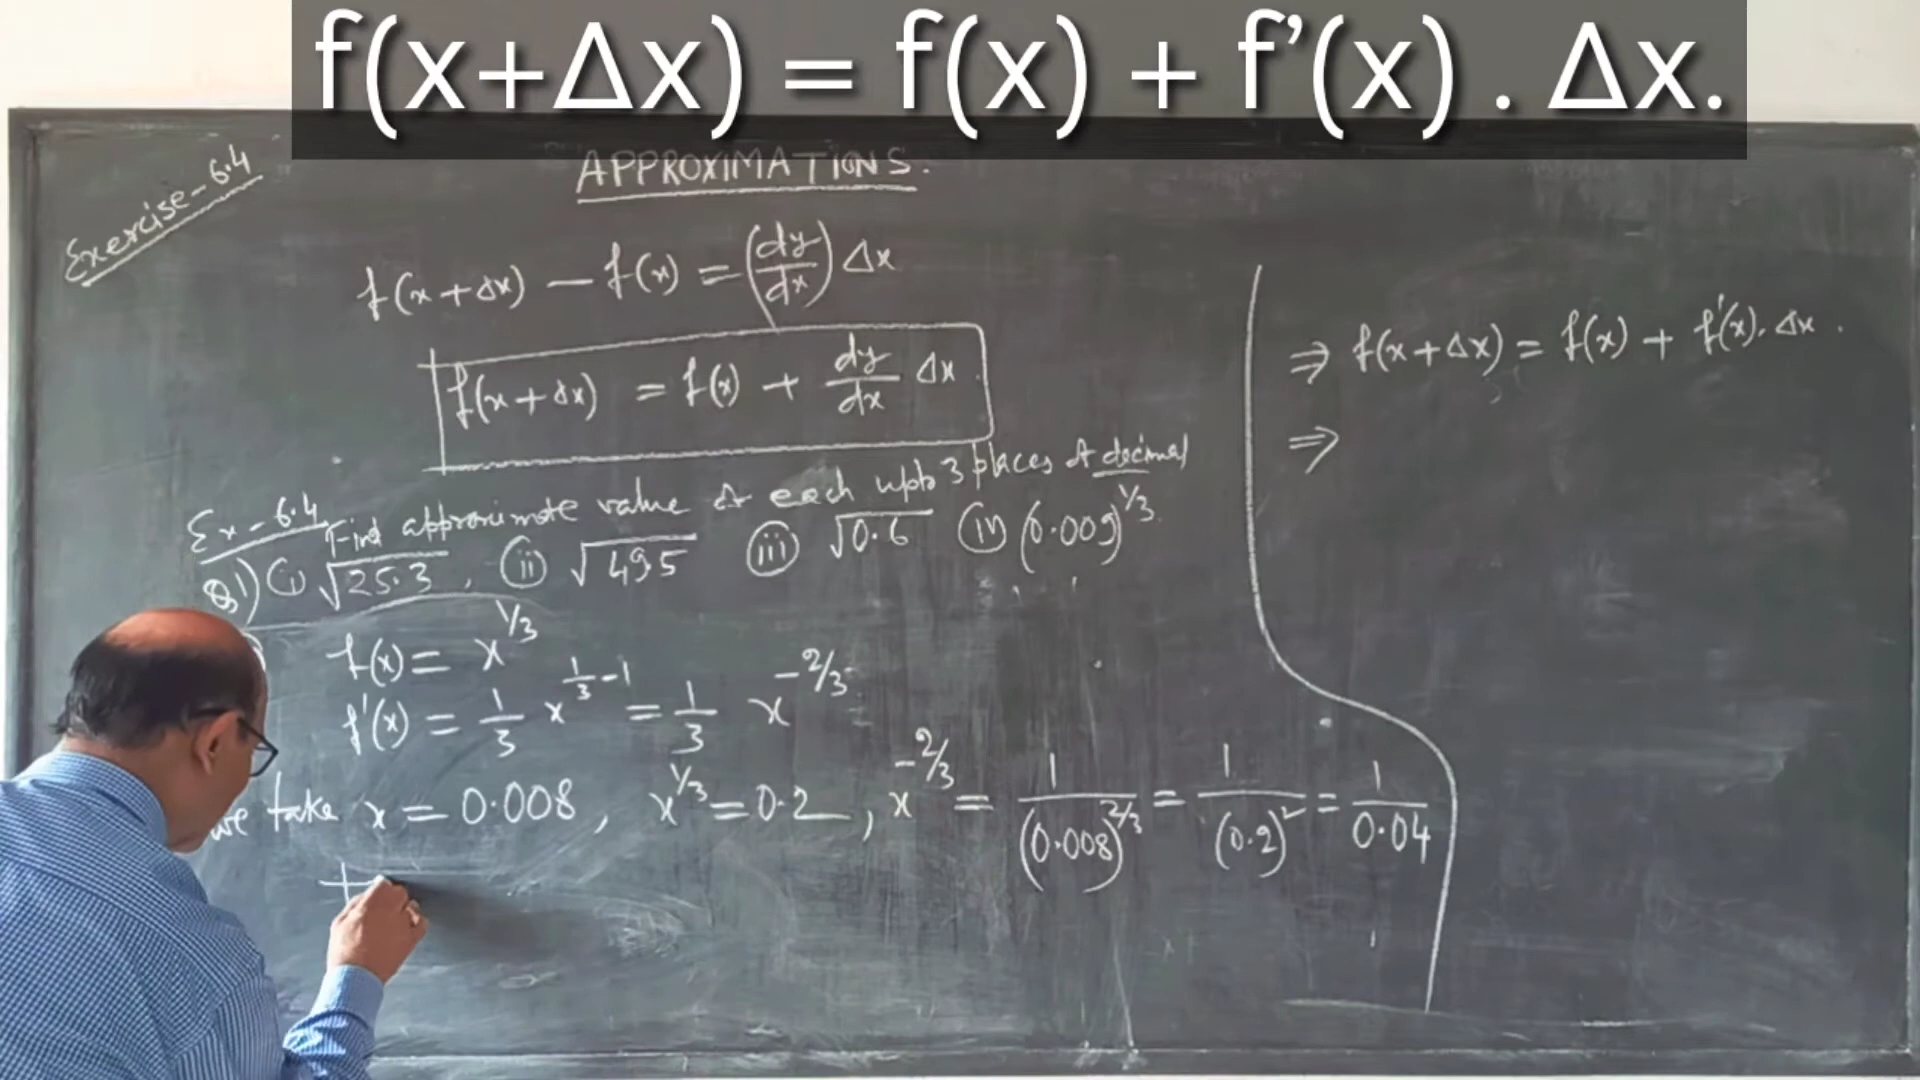 f(x+Δx) = f(x) + f’(x) . Δx.
Exercise-6.4
APPROXIMATIONS.
f(x+Δx) − f(x) = (dy/dx) Δx
f(x+Δx) = f(x) + dy/dx Δx.
Ex-6.4 Find approximate value of each upto 3 places of decimal
Q1) (i) √25.3, (ii) √49.5 (iii) √0.6 (iv) (0.009)^1/3.
f(x) = x^1/3
f'(x) = 1/3 x^1/3-1 = 1/3 x^-2/3.
we take x = 0.008, x^1/3 = 0.2, x^-2/3 = 1/(0.008)^2/3 = 1/(0.2)^2 = 1/0.04
⇒ f(x+Δx) = f(x) + f'(x). Δx.
⇒